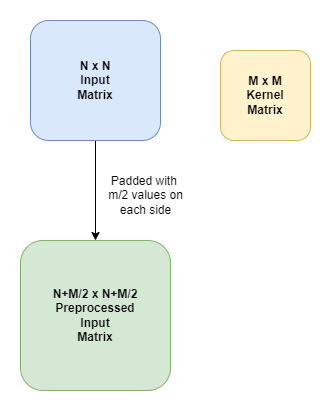 N x N
Input
Matrix
M x M
Kernel
Matrix
Padded with
m/2 values on
each side
N+M/2 x N+M/2
Preprocessed
Input
Matrix